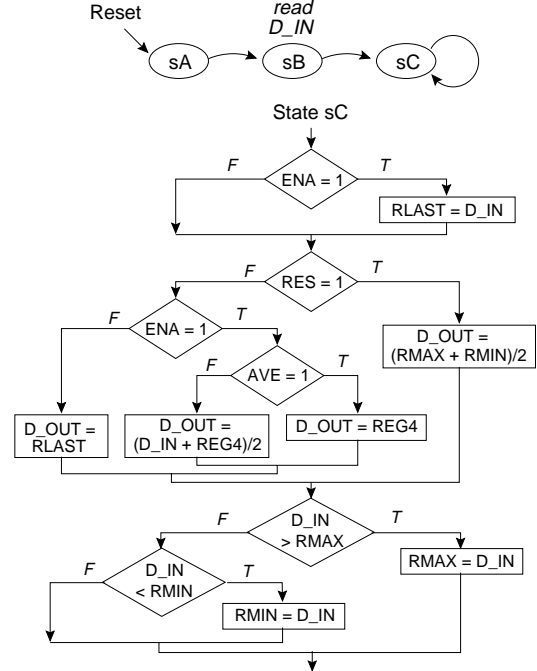 Reset
read
D_IN
sA
sB
sC
State sC
F
T
ENA = 1
RLAST = D_IN
F
T
RES = 1
F
T
ENA = 1
D_OUT =
(RMAX + RMIN)/2
F
T
AVE = 1
D_OUT =
RLAST
D_OUT =
(D_IN + REG4)/2
D_OUT = REG4
F
T
D_IN
> RMAX
RMAX = D_IN
F
T
D_IN
< RMIN
RMIN = D_IN